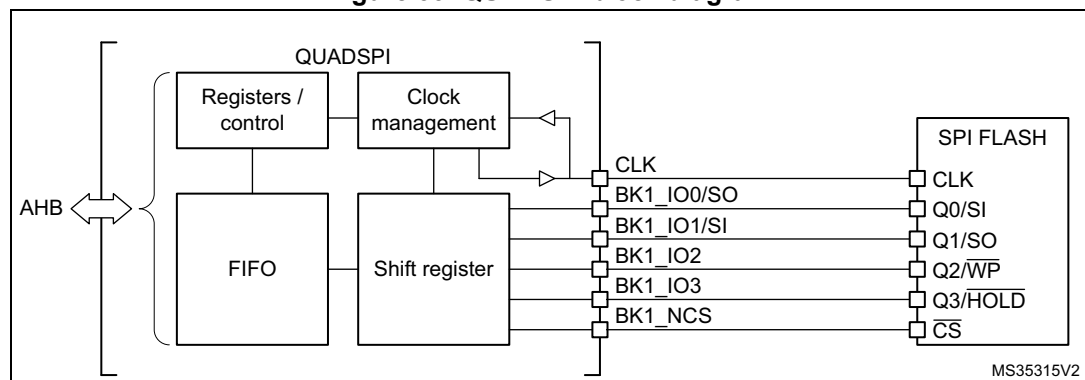 QUADSPI
Registers /
control
Clock
management
SPI FLASH
AHB
FIFO
Shift register
CLK
BK1_IO0/SO
BK1_IO1/SI
BK1_IO2
BK1_IO3
BK1_NCS
CLK
Q0/SI
Q1/SO
Q2/WP
Q3/HOLD
CS
MS35315V2